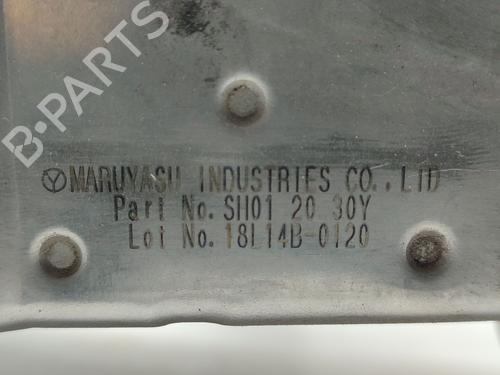 B-PARTS
MARUYASU INDUSTRIES CO., LTD
Part No. SH01 20 30Y
Lot No. 18L14B-0120